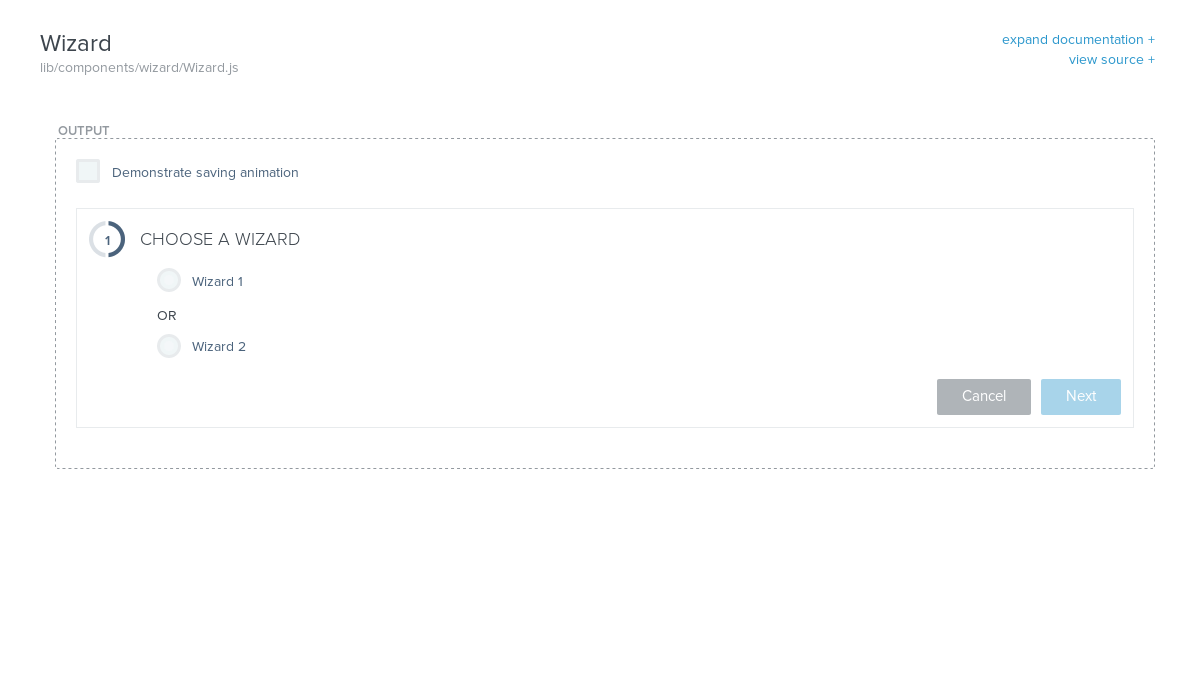 Wizard
lib/components/wizard/Wizard.js
expand documentation +
view source +
OUTPUT
Demonstrate saving animation
1
CHOOSE A WIZARD
Wizard 1
OR
Wizard 2
Cancel
Next